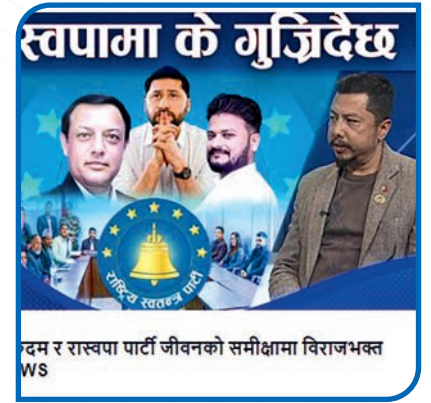 स्वपामा के गुज्रिदैछ
राष्ट्रिय स्वतन्त्र पार्टी
दम र रास्वपा पार्टी जीवनको समीक्षामा विराजभक्त
WS